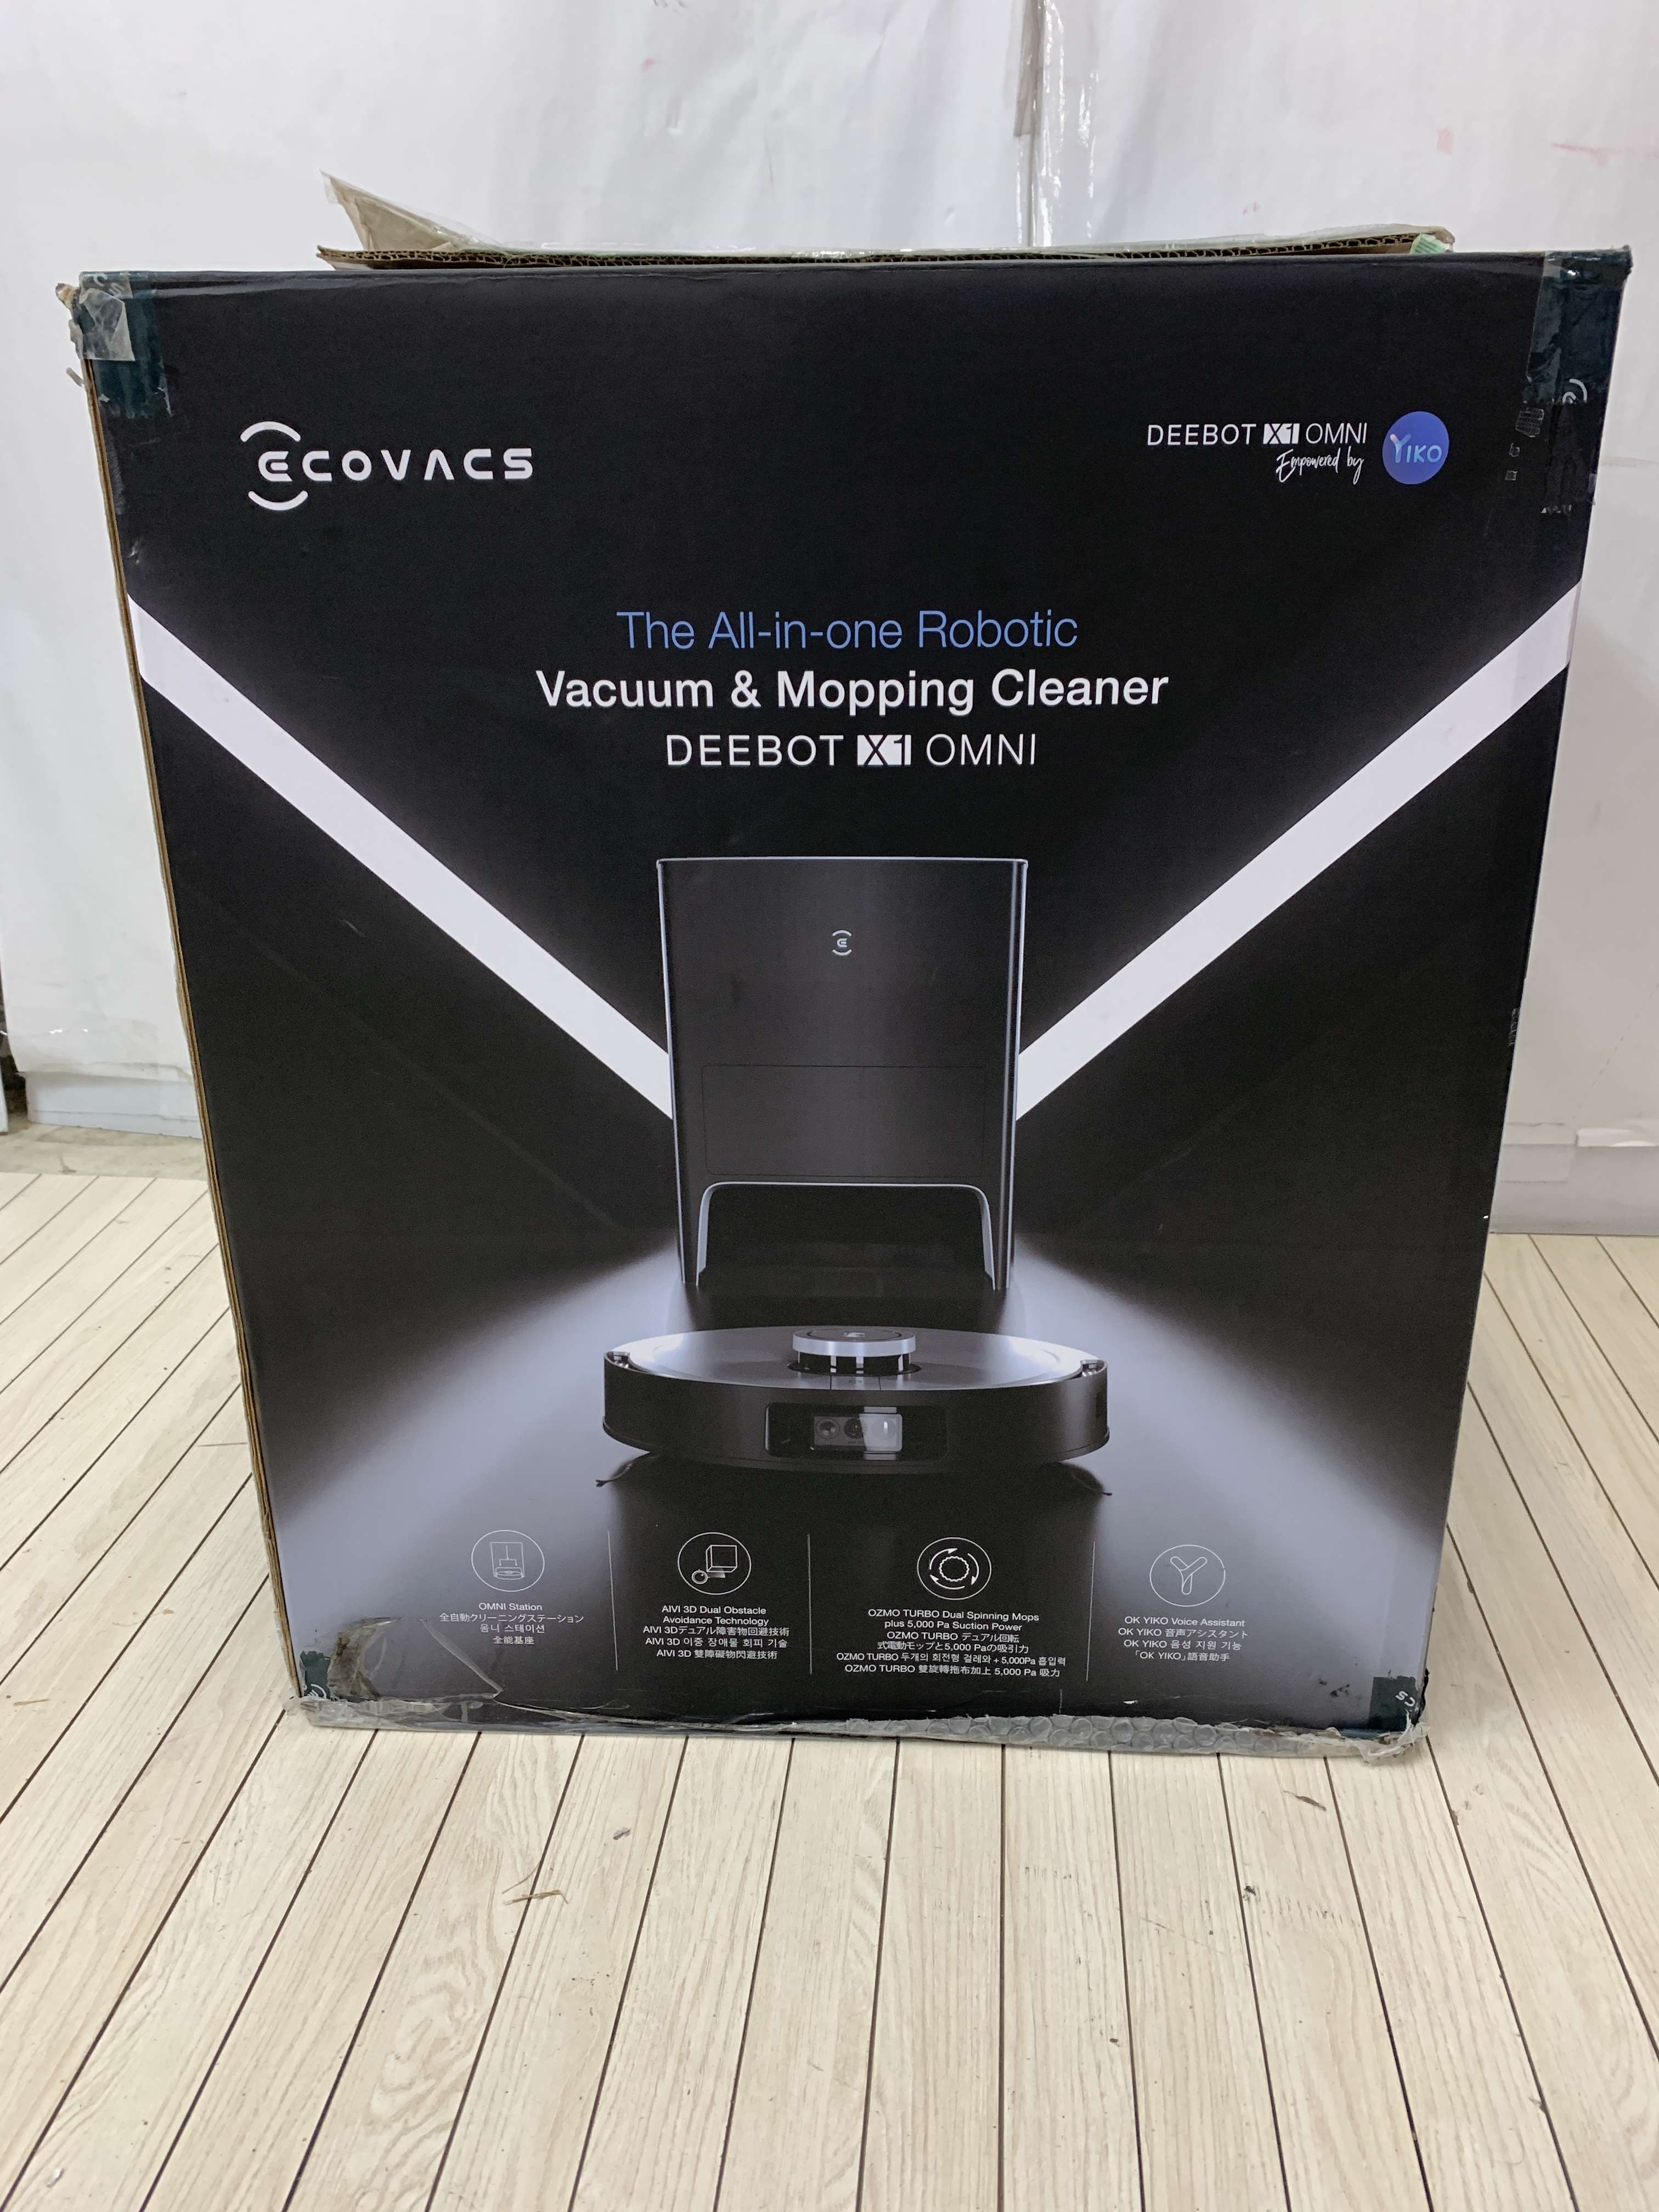 ECOVACS
DEEBOT X1 OMNI
Empowered by
YIKO
The All-in-one Robotic
Vacuum & Mopping Cleaner
DEEBOT X1 OMNI
OMNI Station
全自動クリーニングステーション
옴니 스테이션
全能基座
AIVI 3D Dual Obstacle
Avoidance Technology
AIVI 3Dデュアル障害物回避技術
AIVI 3D 이중 장애물 회피 기술
AIVI 3D 雙障礙物閃避技術
OZMO TURBO Dual Spinning Mops
plus 5,000 Pa Suction Power
OZMO TURBO デュアル回転
式電動モップと5,000 Paの吸引力
OZMO TURBO 두개의 회전형 걸레와 + 5,000Pa 흡입력
OZMO TURBO 雙旋轉拖布加上 5,000 Pa 吸力
OK YIKO Voice Assistant
OK YIKO 音声アシスタント
OK YIKO 음성 지원 기능
「OK YIKO」語音助手
CS